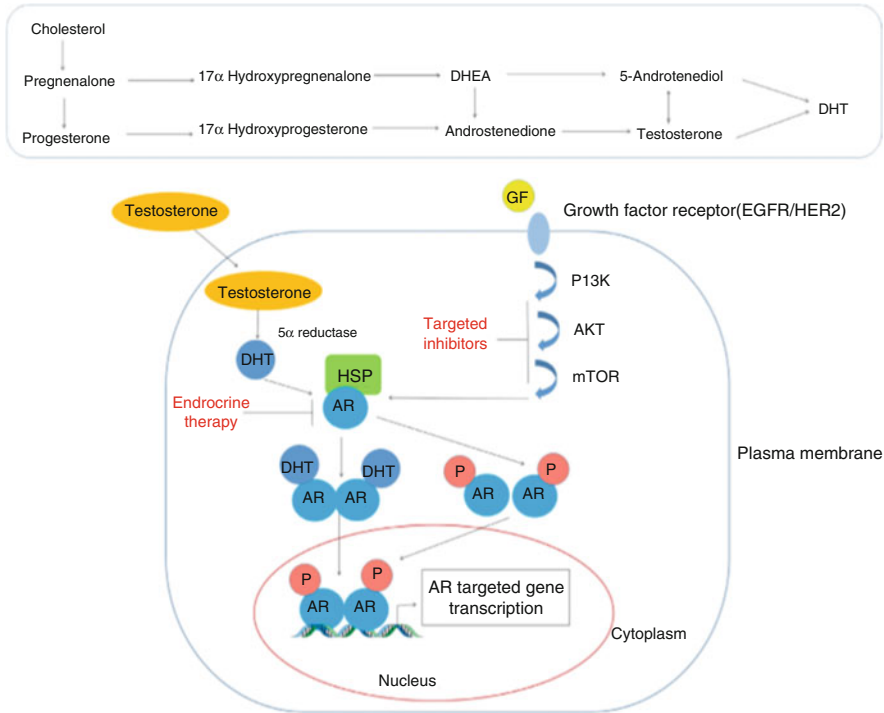 Cholesterol
Pregnenalone
17α Hydroxypregnenalone
DHEA
5-Androtenediol
DHT
Progesterone
17α Hydroxyprogesterone
Androstenedione
Testosterone
Testosterone
GF
Growth factor receptor(EGFR/HER2)
Testosterone
P13K
5α reductase
Targeted
inhibitors
AKT
DHT
HSP
mTOR
AR
Endocrine
therapy
Plasma membrane
DHT
DHT
AR
AR
P
P
AR
AR
P
P
AR
AR
AR targeted gene
transcription
Cytoplasm
Nucleus